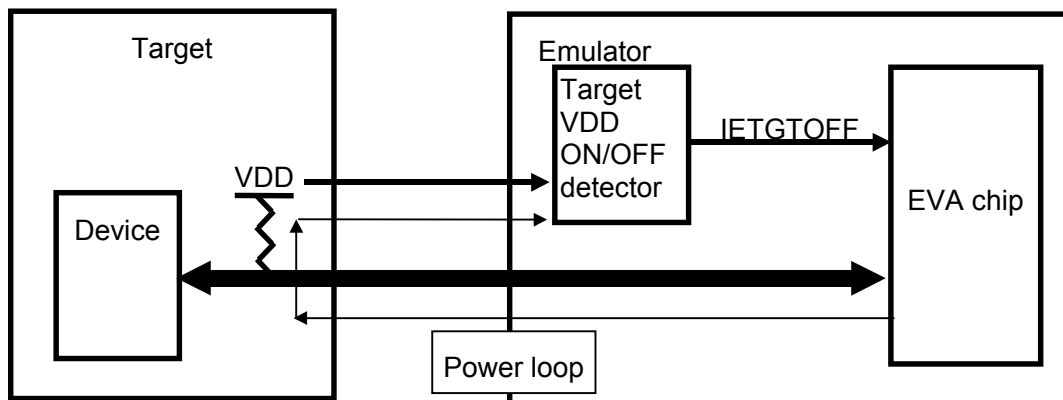 Target
Emulator
Target
VDD
ON/OFF
detector
IETGTOFF
EVA chip
VDD
Device
Power loop